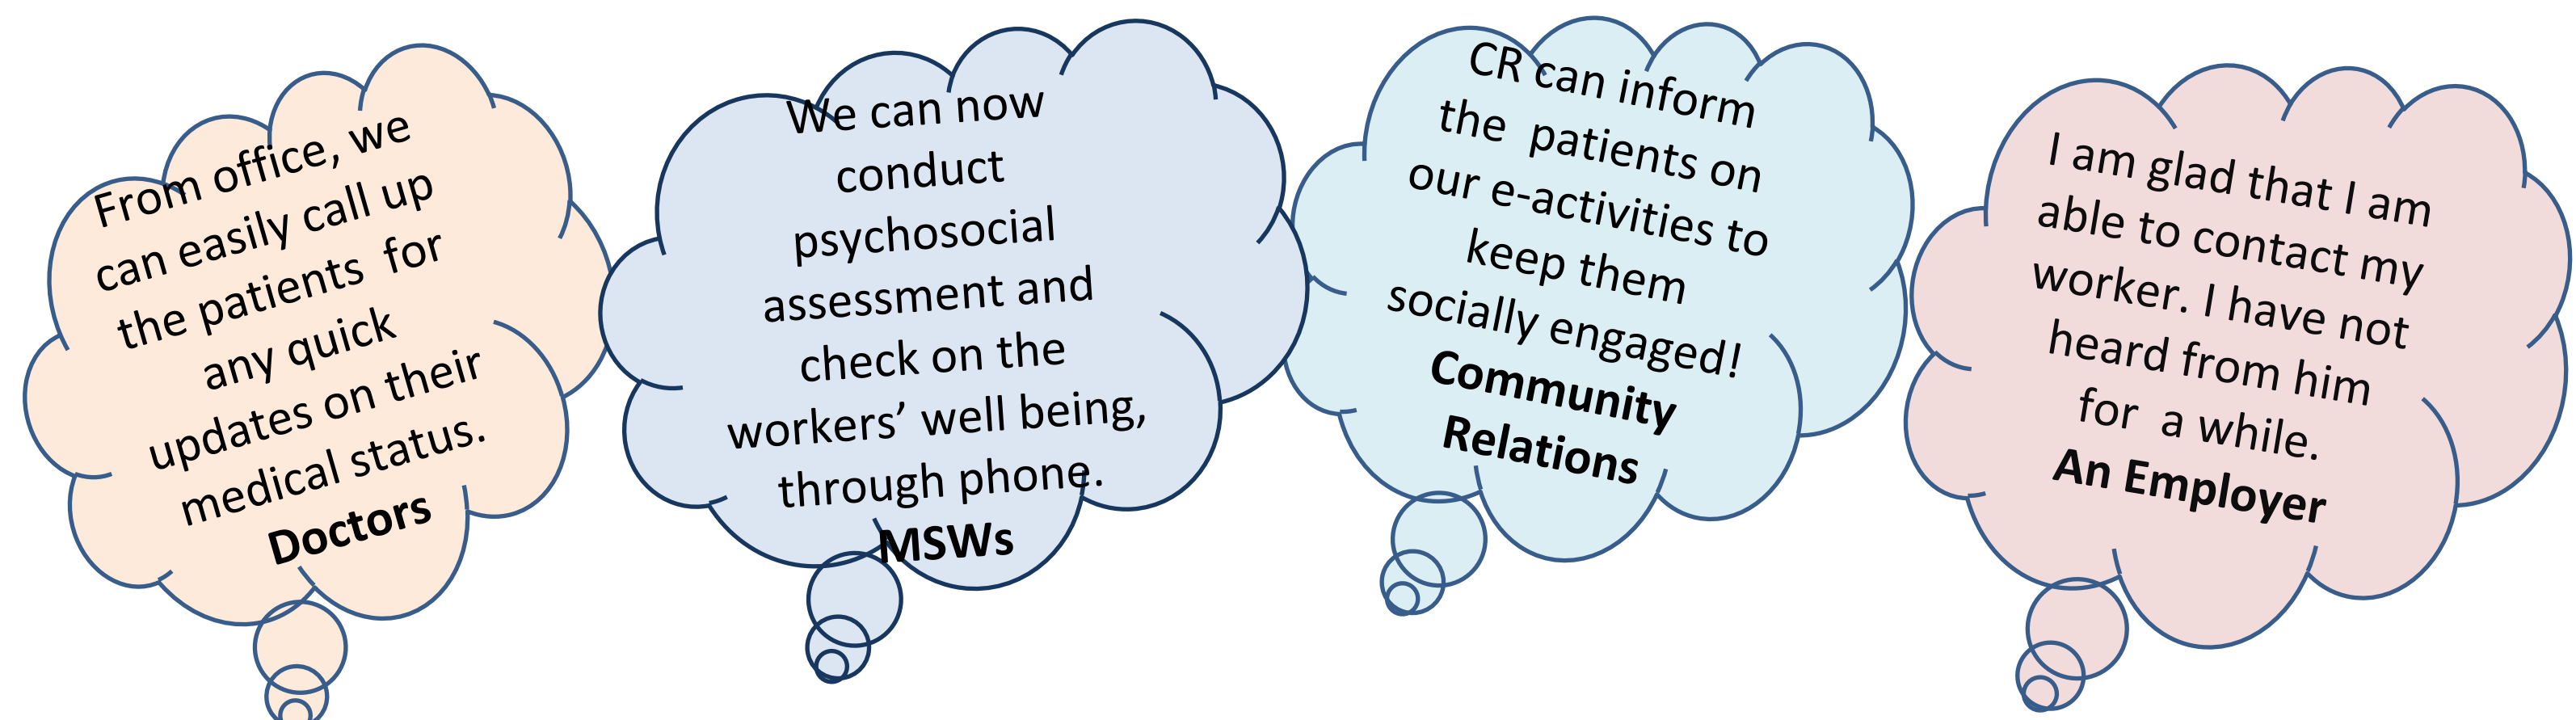 From office, we
can easily call up
the patients for
any quick
updates on their
medical status.
Doctors
We can now
conduct
psychosocial
assessment and
check on the
workers’ well being,
through phone.
MSWs
CR can inform
the patients on
our e-activities to
keep them
socially engaged!
Community
Relations
I am glad that I am
able to contact my
worker. I have not
heard from him
for a while.
An Employer